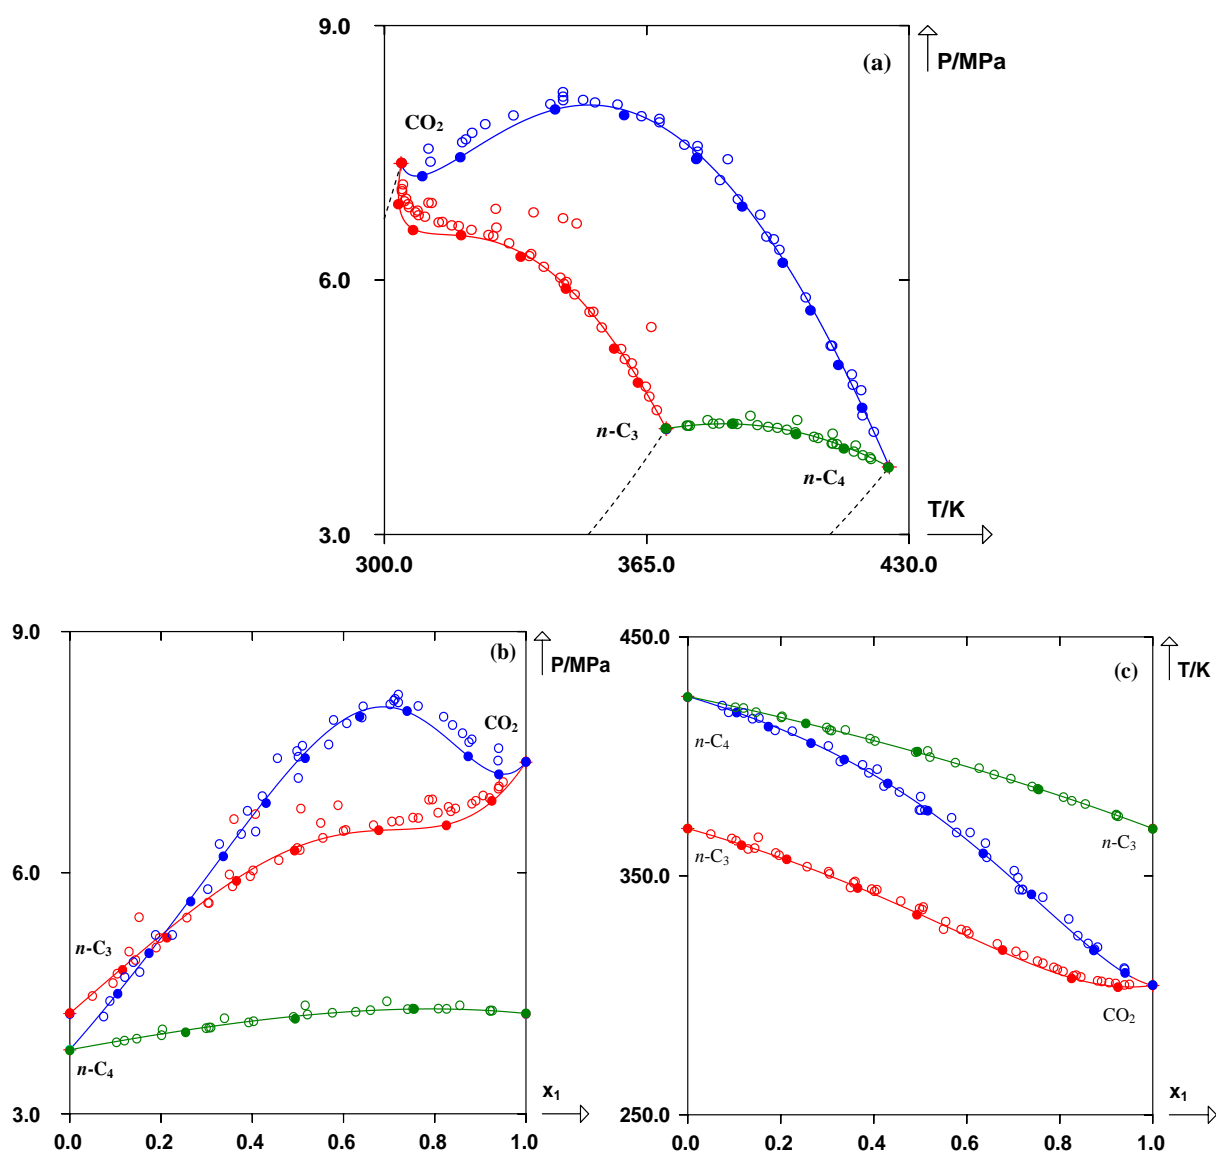 9.0
(a)
P/MPa
CO₂
6.0
n-C₃
n-C₄
T/K
3.0
300.0 365.0 430.0
9.0
(b)
P/MPa
CO₂
6.0
n-C₃
n-C₄
x₁
3.0
0.0 0.2 0.4 0.6 0.8 1.0
450.0
(c)
T/K
n-C₄
350.0
n-C₃
n-C₃
CO₂
x₁
250.0
0.0 0.2 0.4 0.6 0.8 1.0